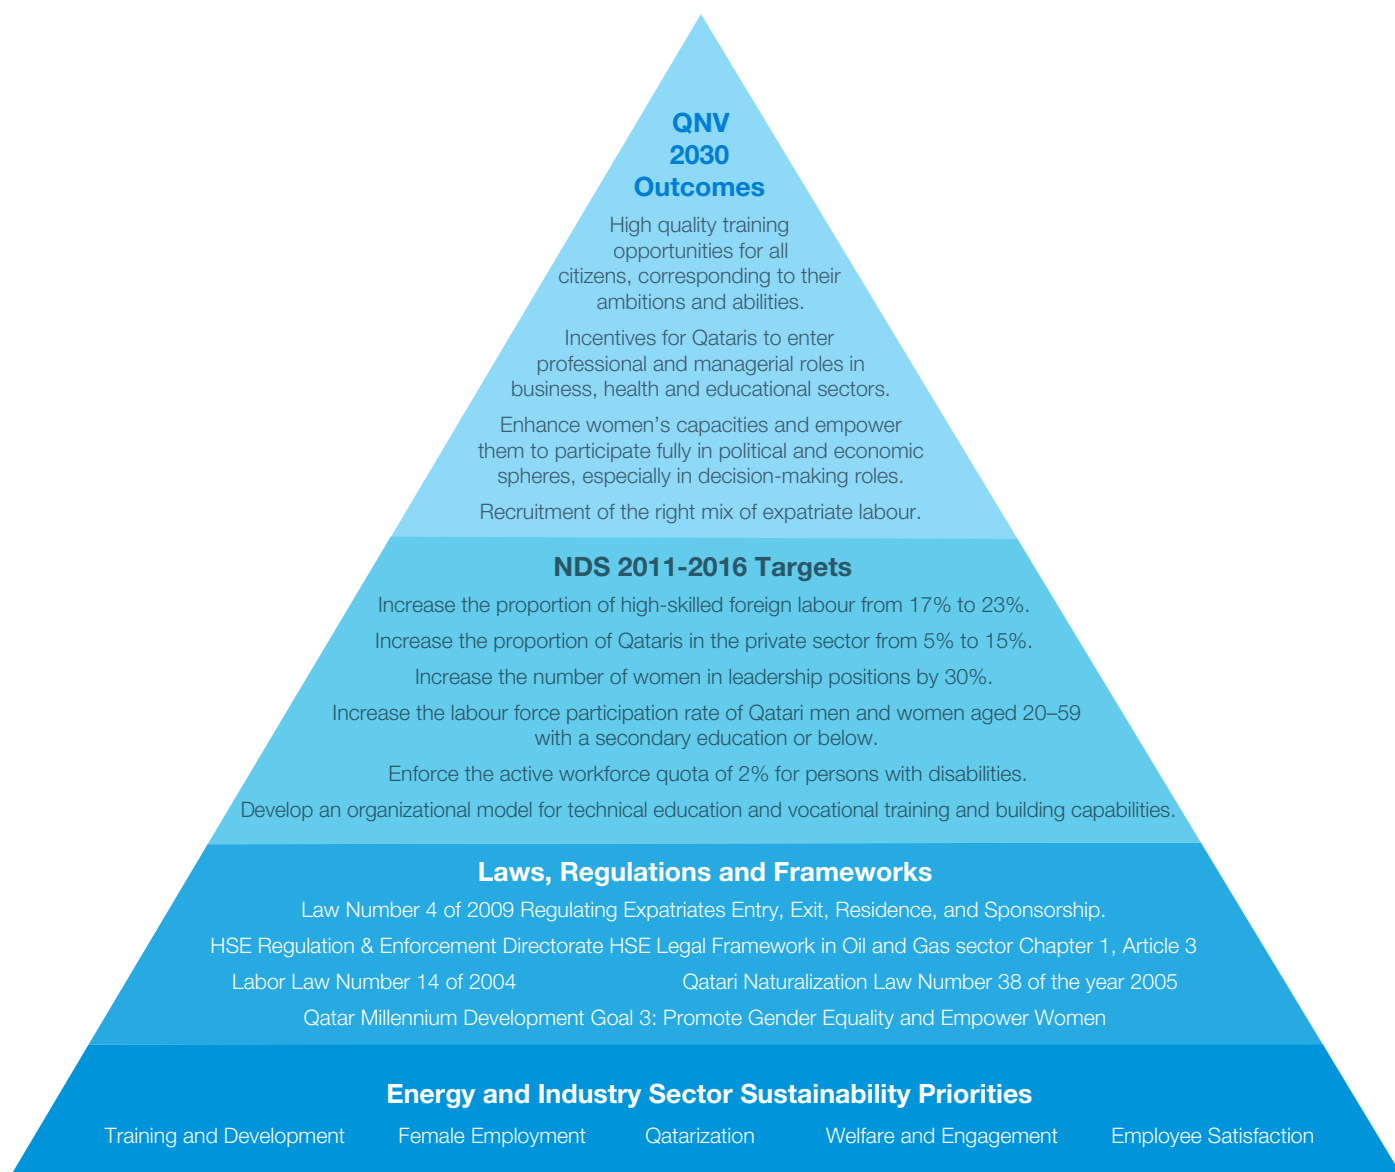 QNV
2030
Outcomes
High quality training
opportunities for all
citizens, corresponding to their
ambitions and abilities.
Incentives for Qataris to enter
professional and managerial roles in
business, health and educational sectors.
Enhance women’s capacities and empower
them to participate fully in political and economic
spheres, especially in decision-making roles.
Recruitment of the right mix of expatriate labour.
NDS 2011-2016 Targets
Increase the proportion of high-skilled foreign labour from 17% to 23%.
Increase the proportion of Qataris in the private sector from 5% to 15%.
Increase the number of women in leadership positions by 30%.
Increase the labour force participation rate of Qatari men and women aged 20–59
with a secondary education or below.
Enforce the active workforce quota of 2% for persons with disabilities.
Develop an organizational model for technical education and vocational training and building capabilities.
Laws, Regulations and Frameworks
Law Number 4 of 2009 Regulating Expatriates Entry, Exit, Residence, and Sponsorship.
HSE Regulation & Enforcement Directorate HSE Legal Framework in Oil and Gas sector Chapter 1, Article 3
Labor Law Number 14 of 2004 Qatari Naturalization Law Number 38 of the year 2005
Qatar Millennium Development Goal 3: Promote Gender Equality and Empower Women
Energy and Industry Sector Sustainability Priorities
Training and Development Female Employment Qatarization Welfare and Engagement Employee Satisfaction